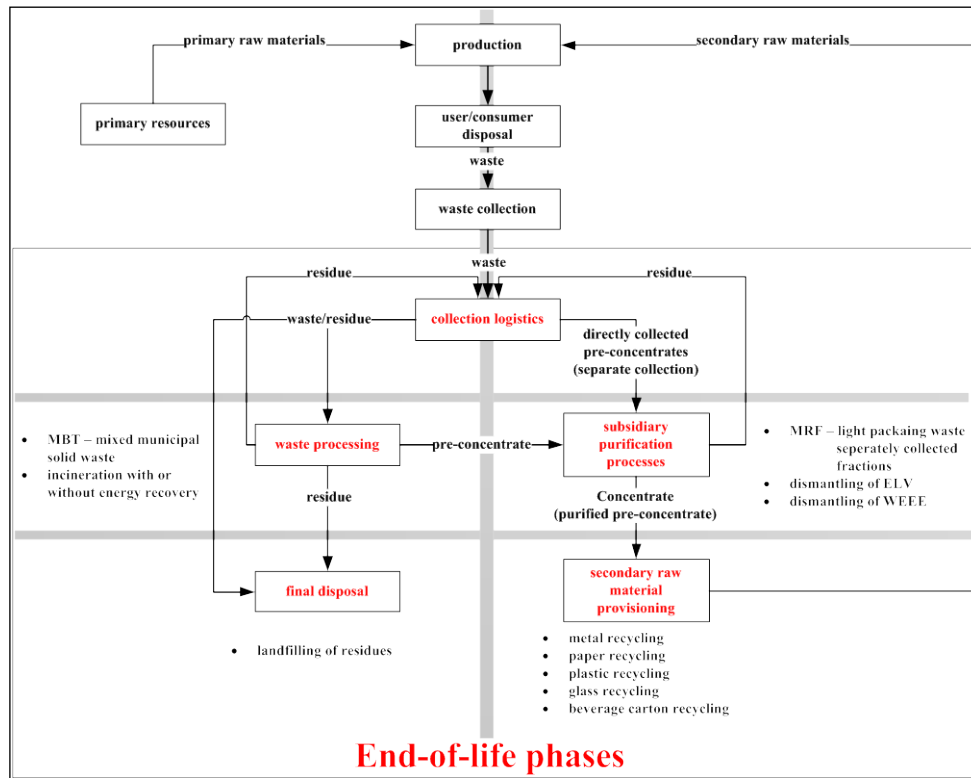 primary raw materials
production
secondary raw materials
primary resources
user/consumer
disposal
waste
waste collection
waste
residue
residue
collection logistics
waste/residue
directly collected
pre-concentrates
(separate collection)
• MBT – mixed municipal
solid waste
• incineration with or
without energy recovery
waste processing
pre-concentrate
subsidiary
purification
processes
• MRF – light packaing waste
seperately collected
fractions
• dismantling of ELV
• dismantling of WEEE
residue
Concentrate
(purified pre-concentrate)
final disposal
secondary raw
material
provisioning
• landfilling of residues
• metal recycling
• paper recycling
• plastic recycling
• glass recycling
• beverage carton recycling
End-of-life phases